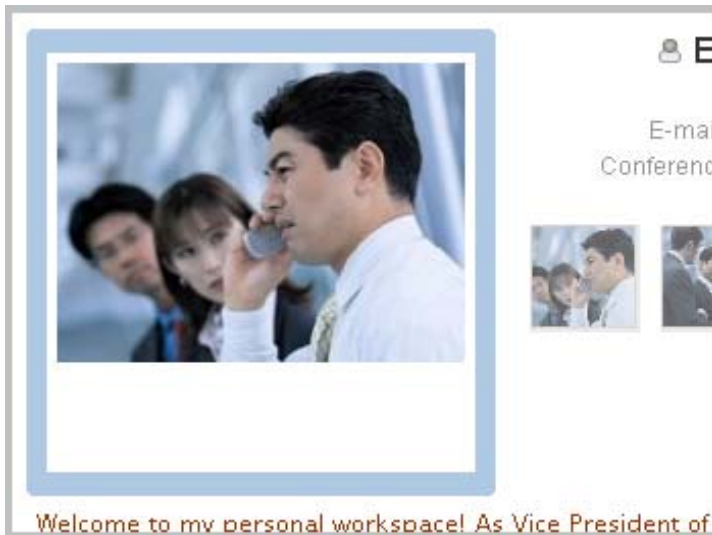 E
E-mai
Conferenc
Welcome to my personal workspace! As Vice President of